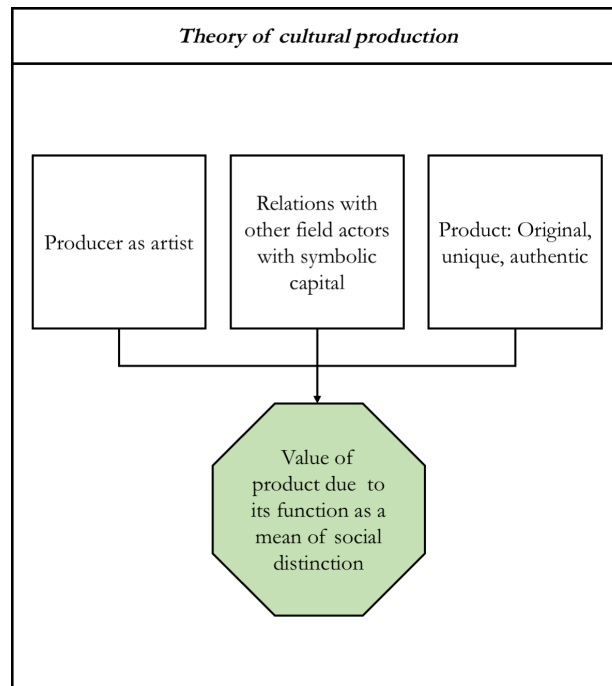 Theory of cultural production
Producer as artist
Relations with
other field actors
with symbolic
capital
Product: Original,
unique, authentic
Value of
product due to
its function as a
mean of social
distinction